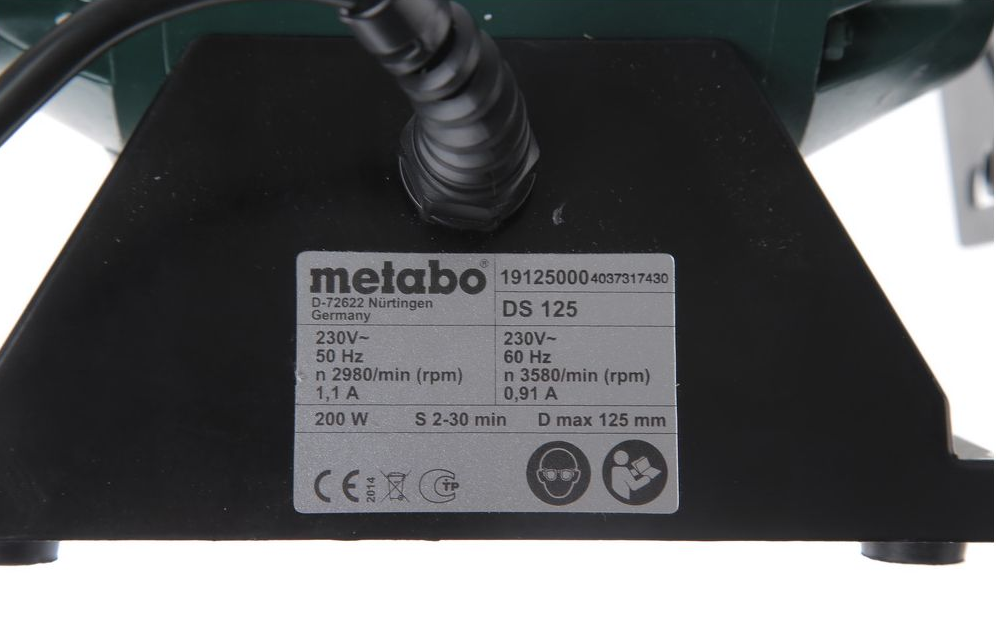 metabo®
D-72622 Nürtingen
Germany
19125000 4037317430
DS 125
230V~
50 Hz
n 2980/min (rpm)
1,1 A
230V~
60 Hz
n 3580/min (rpm)
0,91 A
200 W S 2-30 min D max 125 mm
CE 2014 CTP